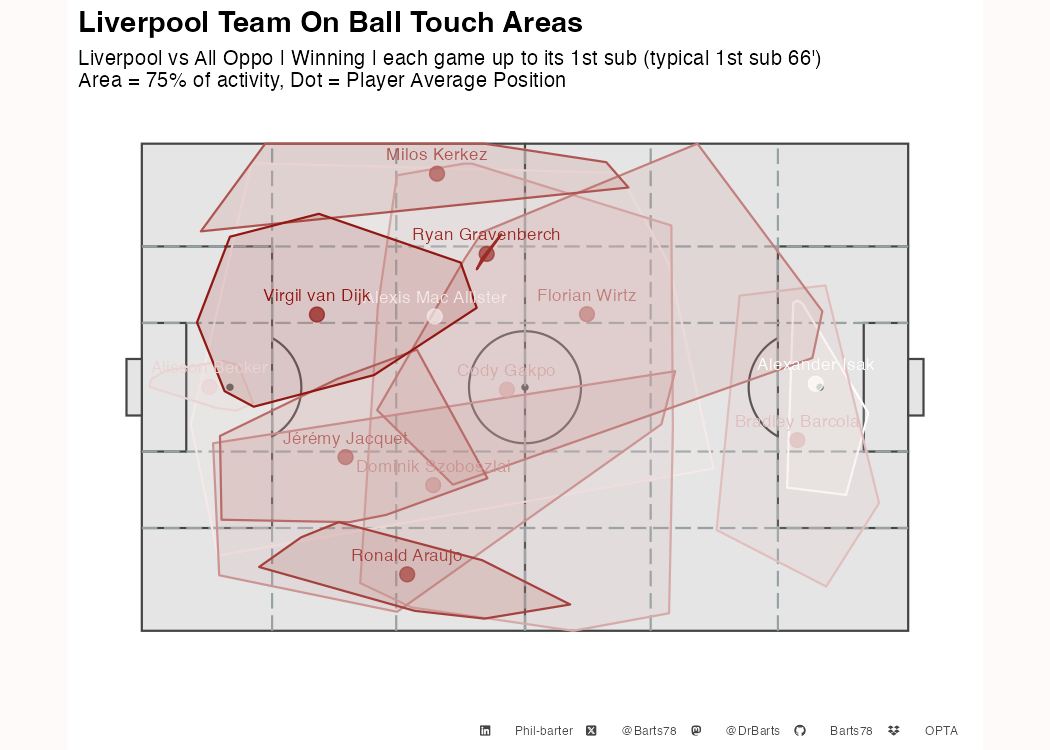 Liverpool Team On Ball Touch Areas
Liverpool vs All Oppo | Winning | each game up to its 1st sub (typical 1st sub 66')
Area = 75% of activity, Dot = Player Average Position
Milos Kerkez
Ryan Gravenberch
Virgil van Dijk
Alexis Mac Allister
Florian Wirtz
Alisson Becker
Cody Gakpo
Alexander Isak
Bradley Barcola
Jérémy Jacquet
Dominik Szoboszlai
Ronald Araujo
Phil-barter @Barts78 @DrBarts Barts78 OPTA